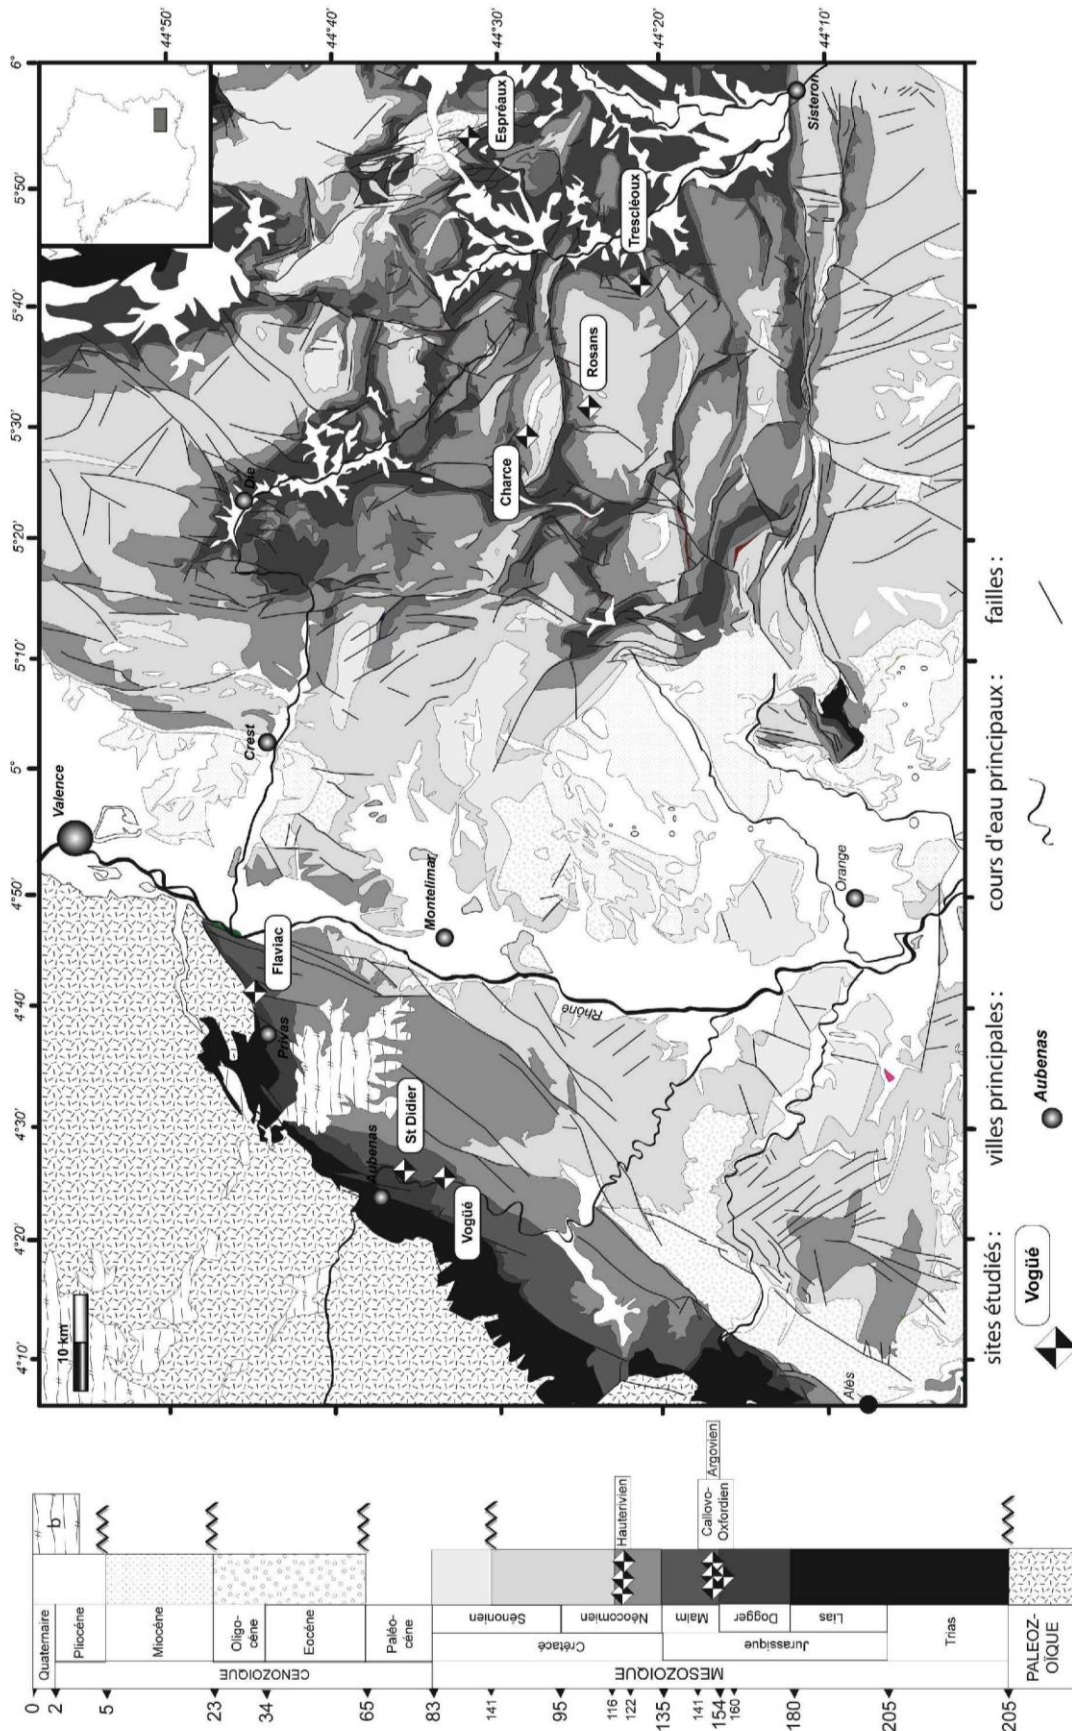 4°10'
4°20'
4°30'
4°40'
4°50'
5°
5°10'
5°20'
5°30'
5°40'
5°50'
6°
44°50'
44°40'
44°30'
44°20'
44°10'
10 km
Valence
Crest
Die
Flaviac
Privas
Montelimar
Aubenas
St Didier
Vogüé
Charce
Rosans
Trescléoux
Espréaux
Sisteron
Rhône
Orange
Alès
sites étudiés :
Vogüé
villes principales :
Aubenas
cours d'eau principaux :
failles :
0
2
5
23
34
65
83
141
95
116
122
135
141
154
160
180
205
205
Quaternaire
Pliocène
Miocène
Oligo-
cène
Eocène
Paléo-
cène
CENOZOIQUE
Sénonien
Néocomien
Crétacé
Malm
Dogger
Lias
Jurassique
Trias
MESOZOIQUE
PALEOZ-
OÏQUE
b
Hauterivien
Argovien
Callovo-
Oxfordien